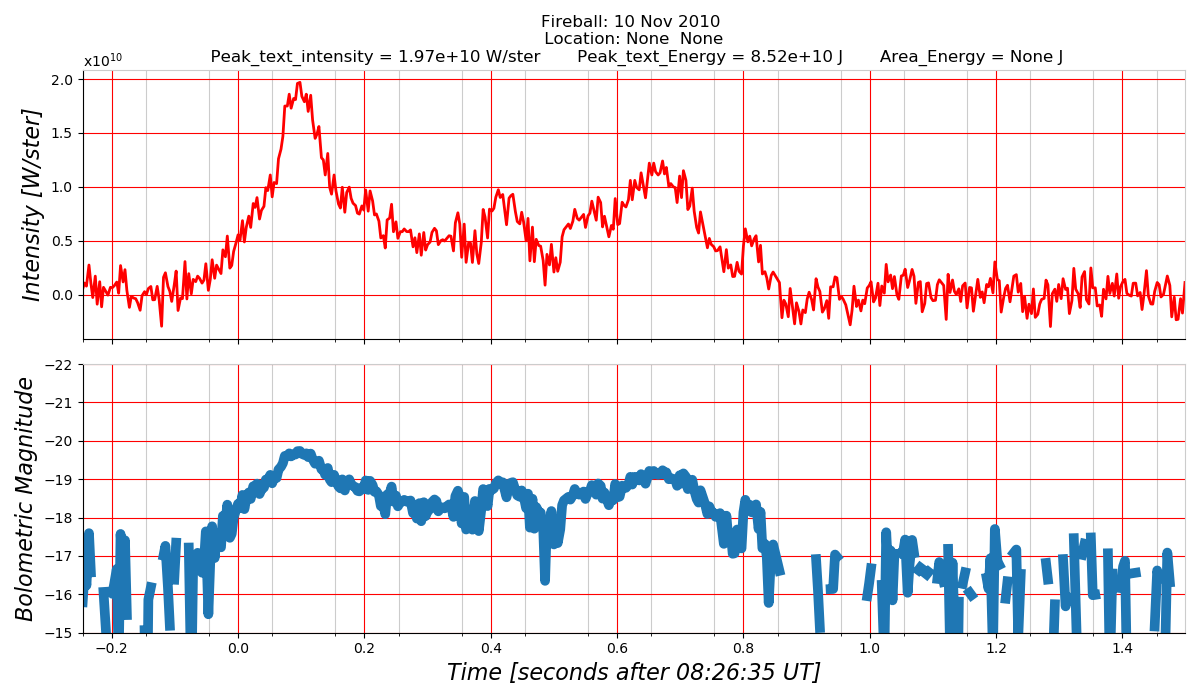 Fireball: 10 Nov 2010
Location: None  None
Peak_text_intensity = 1.97e+10 W/ster       Peak_text_Energy = 8.52e+10 J       Area_Energy = None J
x10¹⁰
2.0
1.5
1.0
0.5
0.0
Intensity [W/ster]
−22
−21
−20
−19
−18
−17
−16
−15
Bolometric Magnitude
−0.2 0.0 0.2 0.4 0.6 0.8 1.0 1.2 1.4
Time [seconds after 08:26:35 UT]